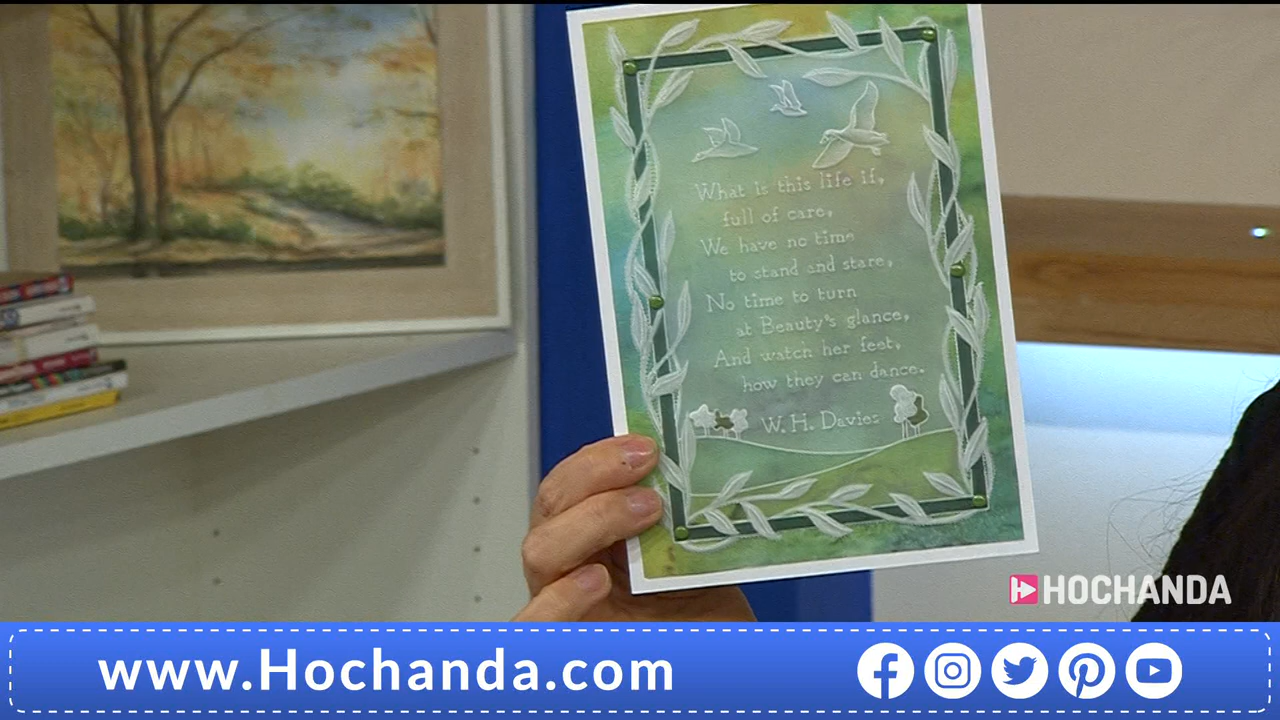 What is this life if,
full of care,
We have no time
to stand and stare,
No time to turn
at Beauty's glance,
And watch her feet,
how they can dance.
W. H. Davies
HOCHANDA
www.Hochanda.com